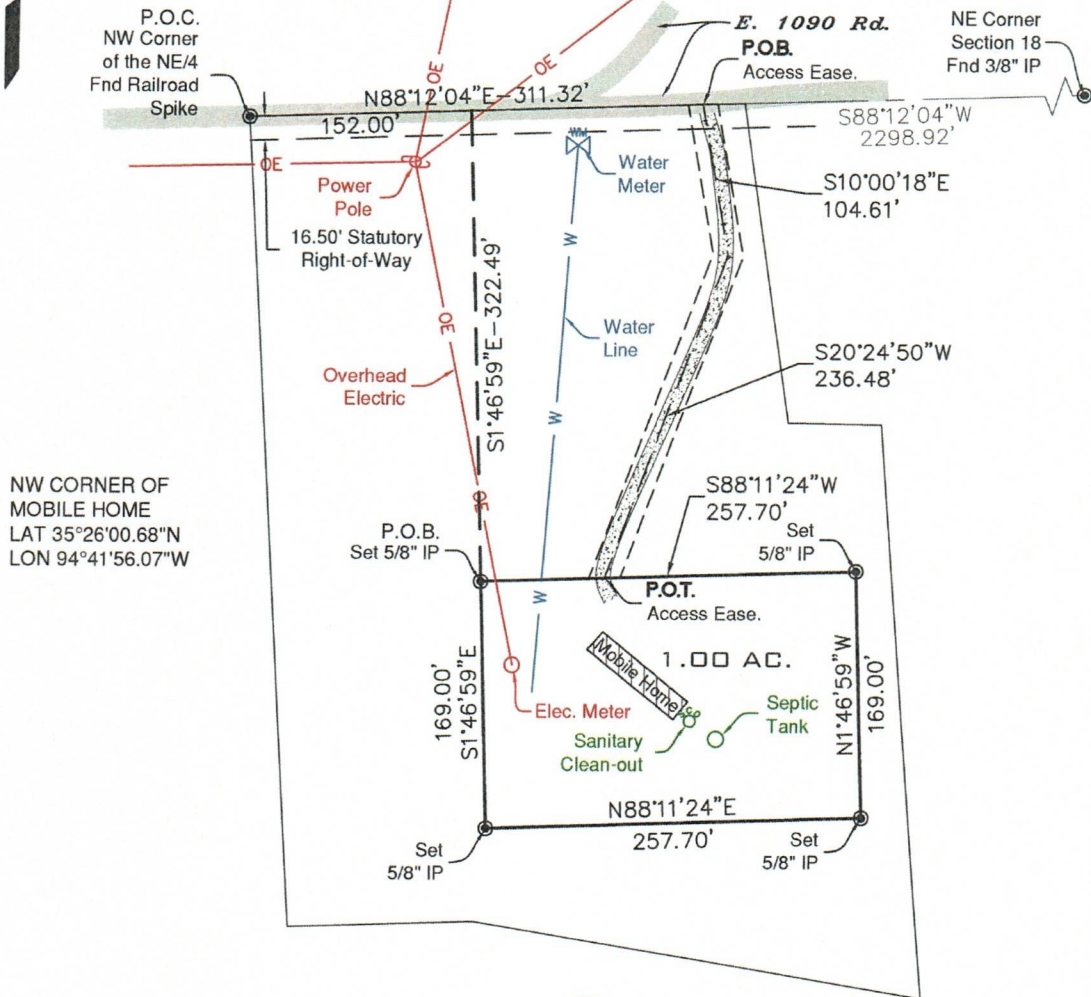 P.O.C.
NW Corner
of the NE/4
Fnd Railroad
Spike
E. 1090 Rd.
P.O.B.
Access Ease.
NE Corner
Section 18
Fnd 3/8" IP
OE
OE
N88°12'04"E-311.32'
152.00'
S88°12'04"W
2298.92'
WM
Water
Meter
OE
Power
Pole
16.50' Statutory
Right-of-Way
S10°00'18"E
104.61'
W
OE
S1°46'59"E-322.49'
Water
Line
Overhead
Electric
S20°24'50"W
236.48'
W
NW CORNER OF
MOBILE HOME
LAT 35°26'00.68"N
LON 94°41'56.07"W
OE
S88°11'24"W
257.70'
P.O.B.
Set 5/8" IP
Set
5/8" IP
W
P.O.T.
Access Ease.
Mobile Home
1.00 AC.
169.00'
S1°46'59"E
N1°46'59"W
169.00'
Elec. Meter
Septic
Tank
Sanitary
Clean-out
N88°11'24"E
257.70'
Set
5/8" IP
Set
5/8" IP